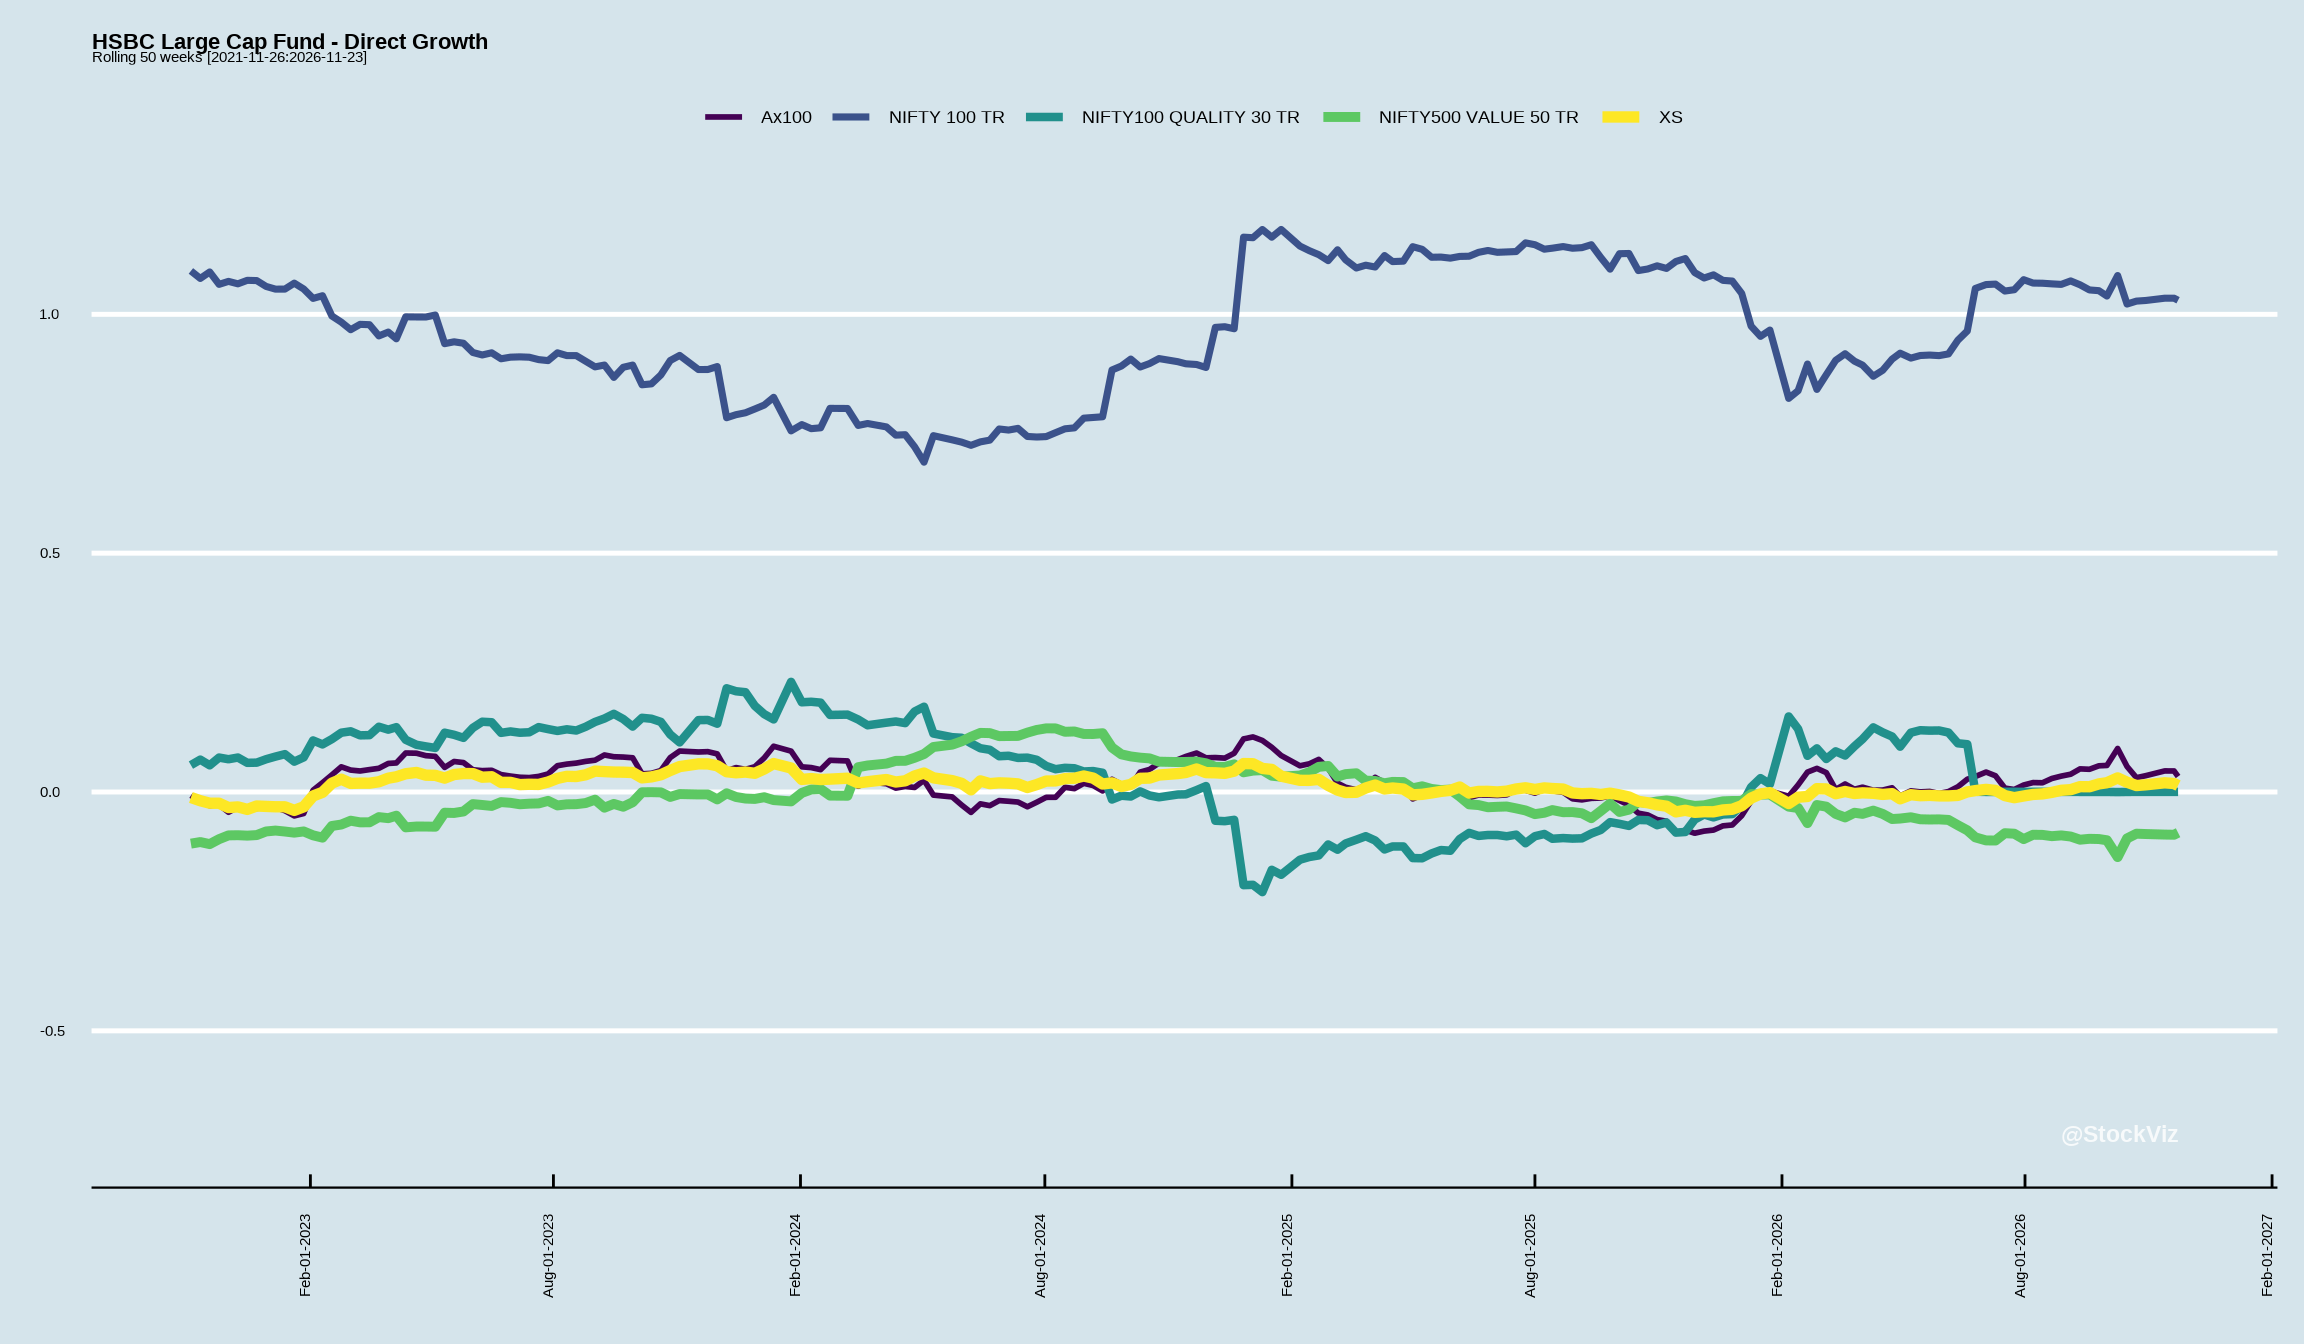 HSBC Large Cap Fund - Direct Growth
Rolling 50 weeks [2021-11-26:2026-11-23]
Ax100 NIFTY 100 TR NIFTY100 QUALITY 30 TR NIFTY500 VALUE 50 TR XS
1.0
0.5
0.0
-0.5
@StockViz
Feb-01-2023
Aug-01-2023
Feb-01-2024
Aug-01-2024
Feb-01-2025
Aug-01-2025
Feb-01-2026
Aug-01-2026
Feb-01-2027